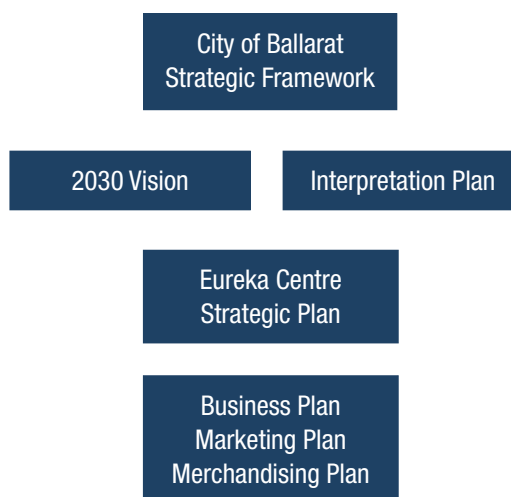 City of Ballarat
Strategic Framework
2030 Vision
Interpretation Plan
Eureka Centre
Strategic Plan
Business Plan
Marketing Plan
Merchandising Plan